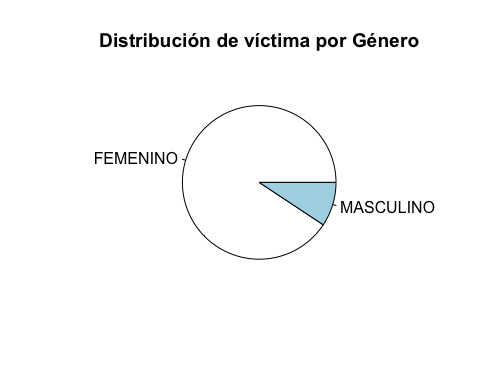 Distribución de víctima por Género
FEMENINO
MASCULINO